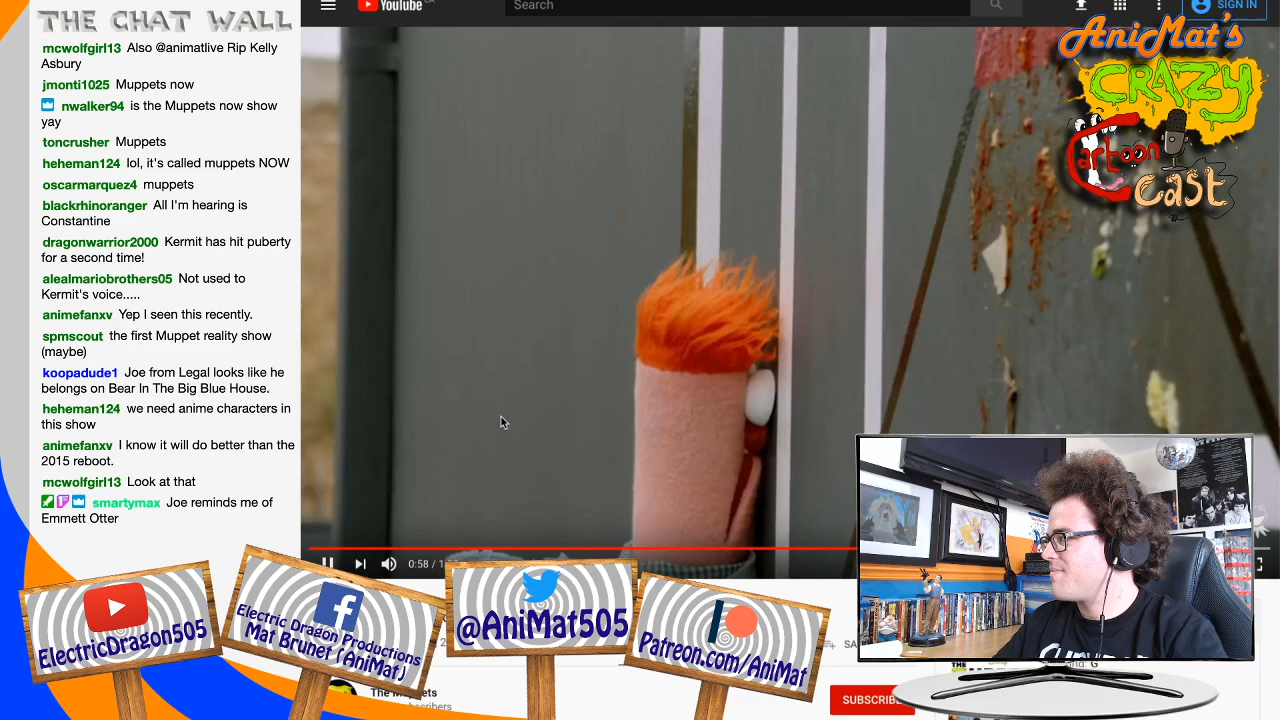 THE CHAT WALL
mcwolfgirl13 Also @animatlive Rip Kelly
Asbury
jmonti1025 Muppets now
nwalker94 is the Muppets now show
yay
toncrusher Muppets
heheman124 lol, it's called muppets NOW
oscarmarquez4 muppets
blackrhinoranger All I'm hearing is
Constantine
dragonwarrior2000 Kermit has hit puberty
for a second time!
alealmariobrothers05 Not used to
Kermit's voice.....
animefanxv Yep I seen this recently.
spmscout the first Muppet reality show
(maybe)
koopadude1 Joe from Legal looks like he
belongs on Bear In The Big Blue House.
heheman124 we need anime characters in
this show
animefanxv I know it will do better than the
2015 reboot.
mcwolfgirl13 Look at that
smartymax Joe reminds me of
Emmett Otter
YouTube
Search
SIGN IN
AniMat's
CRAZY
Cartoon
Cast
0:58
ElectricDragon505
Electric Dragon Productions
Mat Brunet (AniMat)
@AniMat505
Patreon.com/AniMat
SUBSCRIBE